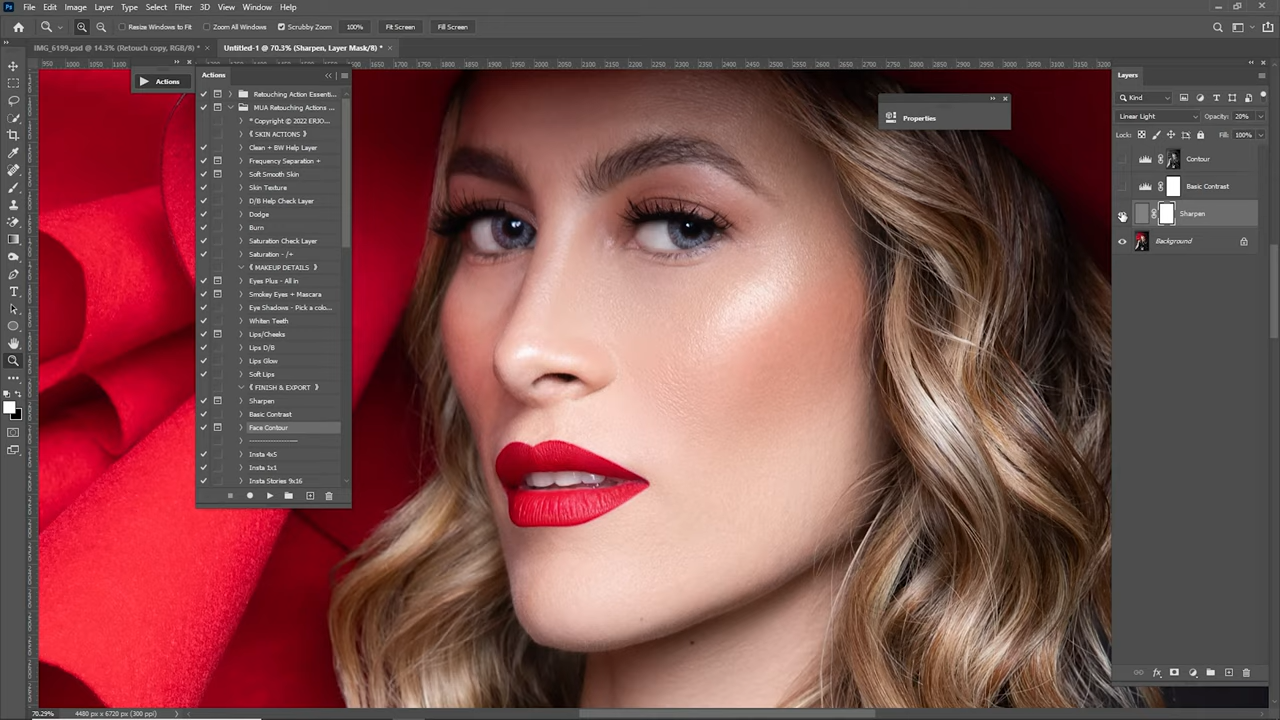 Ps File Edit Image Layer Type Select Filter 3D View Window Help
Resize Windows to Fit Zoom All Windows Scrubby Zoom 100% Fit Screen Fill Screen
IMG_6199.psd @ 14.3% (Retouch copy, RGB/8) * × Untitled-1 @ 70.3% (Sharpen, Layer Mask/8) * ×
Actions
Actions
Retouching Action Essenti...
MUA Retouching Actions ...
* Copyright © 2022 ERJO...
《 SKIN ACTIONS 》
Clean + BW Help Layer
Frequency Separation +
Soft Smooth Skin
Skin Texture
D/B Help Check Layer
Dodge
Burn
Saturation Check Layer
Saturation - /+
《 MAKEUP DETAILS 》
Eyes Plus - All in
Smokey Eyes + Mascara
Eye Shadows - Pick a colo...
Whiten Teeth
Lips/Cheeks
Lips D/B
Lips Glow
Soft Lips
《 FINISH & EXPORT 》
Sharpen
Basic Contrast
Face Contour
--------------------
Insta 4x5
Insta 1x1
Insta Stories 9x16
Properties
Layers
Kind
Linear Light Opacity: 20%
Lock: Fill: 100%
Contour
Basic Contrast
Sharpen
Background
70.29% 4480 px x 6720 px (300 ppi)